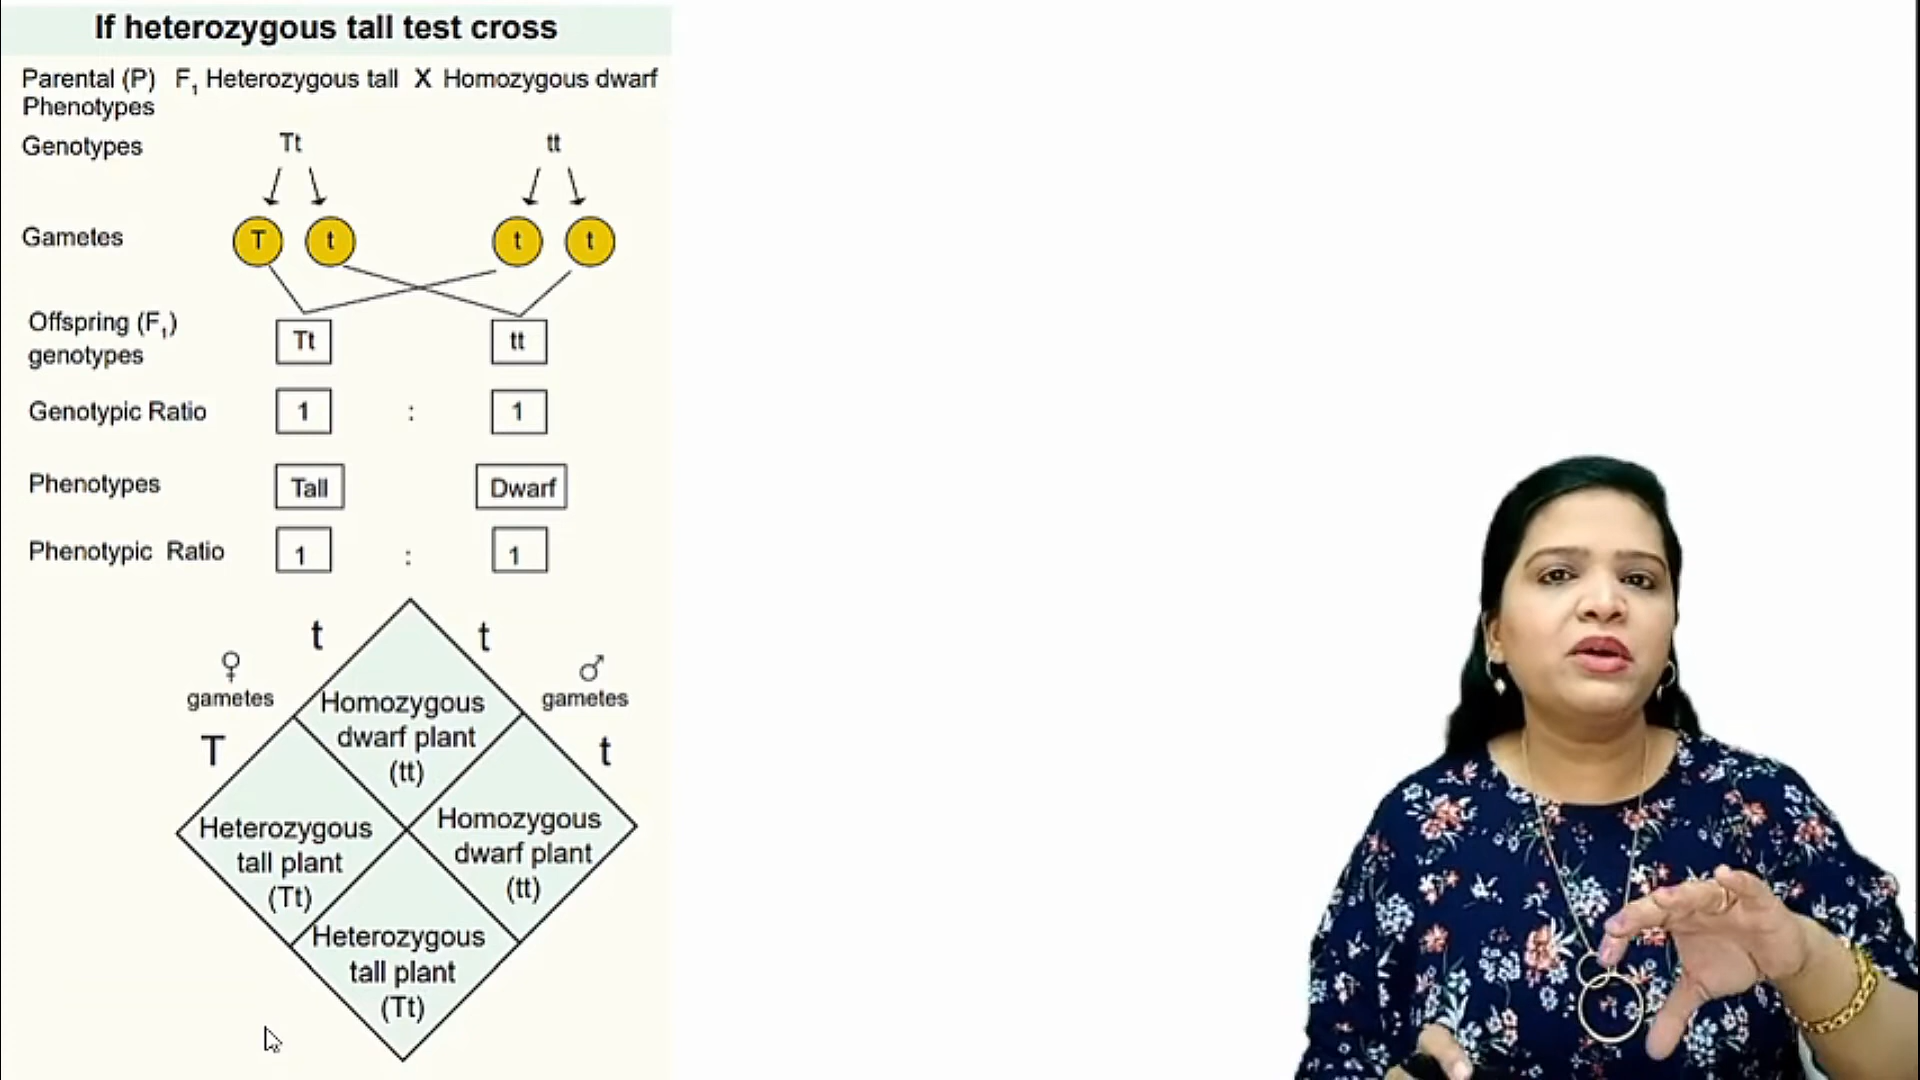 If heterozygous tall test cross
Parental (P) F1 Heterozygous tall X Homozygous dwarf
Phenotypes
Genotypes Tt tt
Gametes T t t t
Offspring (F1)
genotypes Tt tt
Genotypic Ratio 1 : 1
Phenotypes Tall Dwarf
Phenotypic Ratio 1 : 1
t t
♀ ♂
gametes gametes
Homozygous
dwarf plant
(tt)
T t
Heterozygous
tall plant
(Tt)
Homozygous
dwarf plant
(tt)
Heterozygous
tall plant
(Tt)